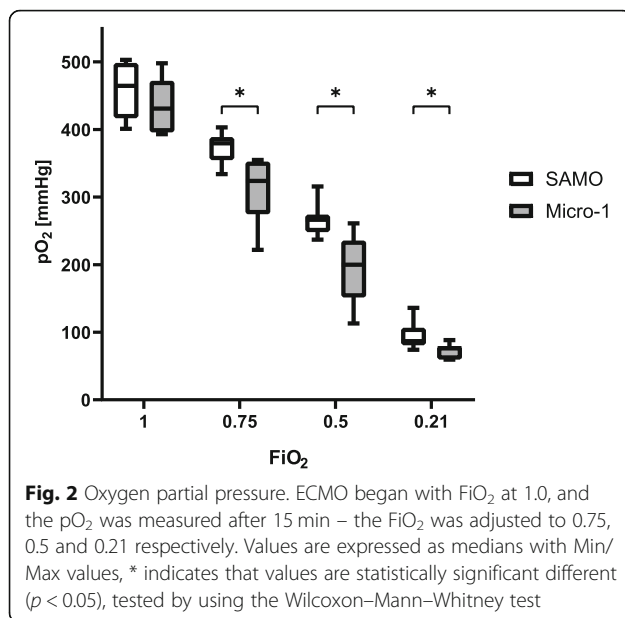 500
400
300
200
100
0
pO₂ [mmHg]
* * *
SAMO
Micro-1
1 0.75 0.5 0.21
FiO₂
Fig. 2 Oxygen partial pressure. ECMO began with FiO₂ at 1.0, and
the pO₂ was measured after 15 min – the FiO₂ was adjusted to 0.75,
0.5 and 0.21 respectively. Values are expressed as medians with Min/
Max values, * indicates that values are statistically significant different
(p < 0.05), tested by using the Wilcoxon–Mann–Whitney test